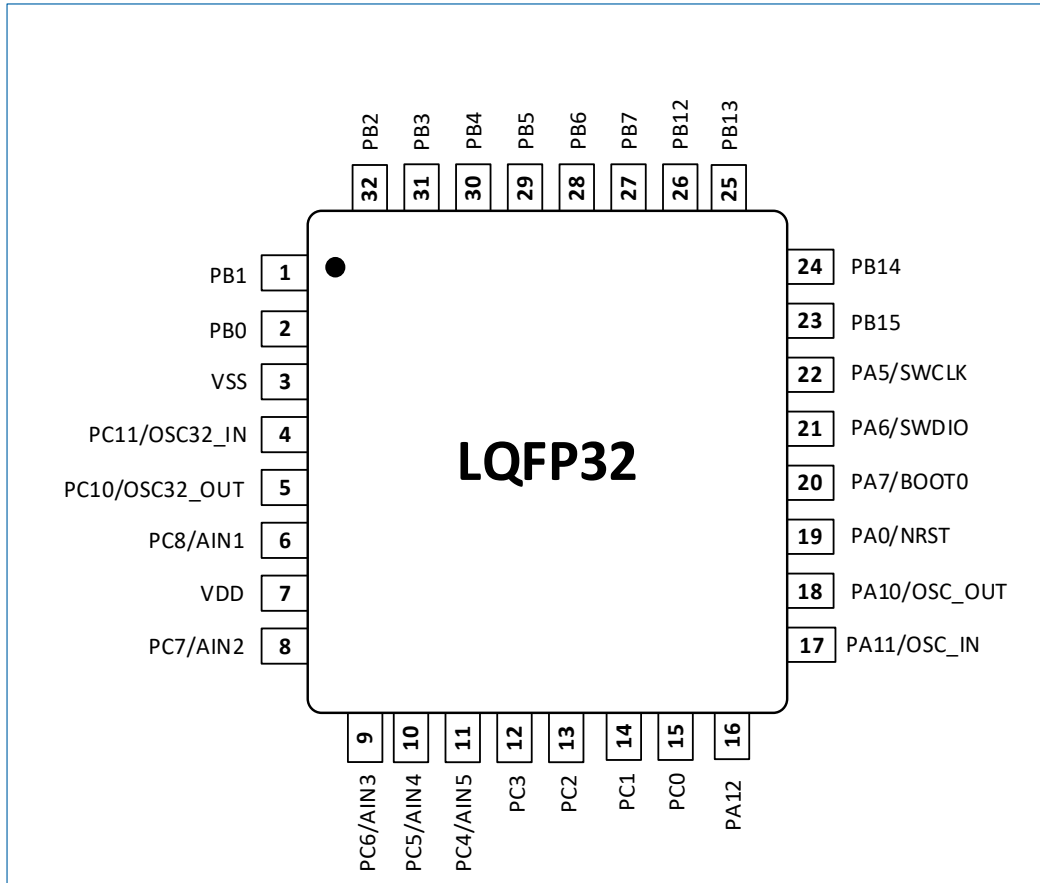 PB2 PB3 PB4 PB5 PB6 PB7 PB12 PB13
32 31 30 29 28 27 26 25
PB1 1 24 PB14
PB0 2 23 PB15
VSS 3 22 PA5/SWCLK
PC11/OSC32_IN 4 21 PA6/SWDIO
LQFP32
PC10/OSC32_OUT 5 20 PA7/BOOT0
PC8/AIN1 6 19 PA0/NRST
VDD 7 18 PA10/OSC_OUT
PC7/AIN2 8 17 PA11/OSC_IN
9 10 11 12 13 14 15 16
PC6/AIN3 PC5/AIN4 PC4/AIN5 PC3 PC2 PC1 PC0 PA12